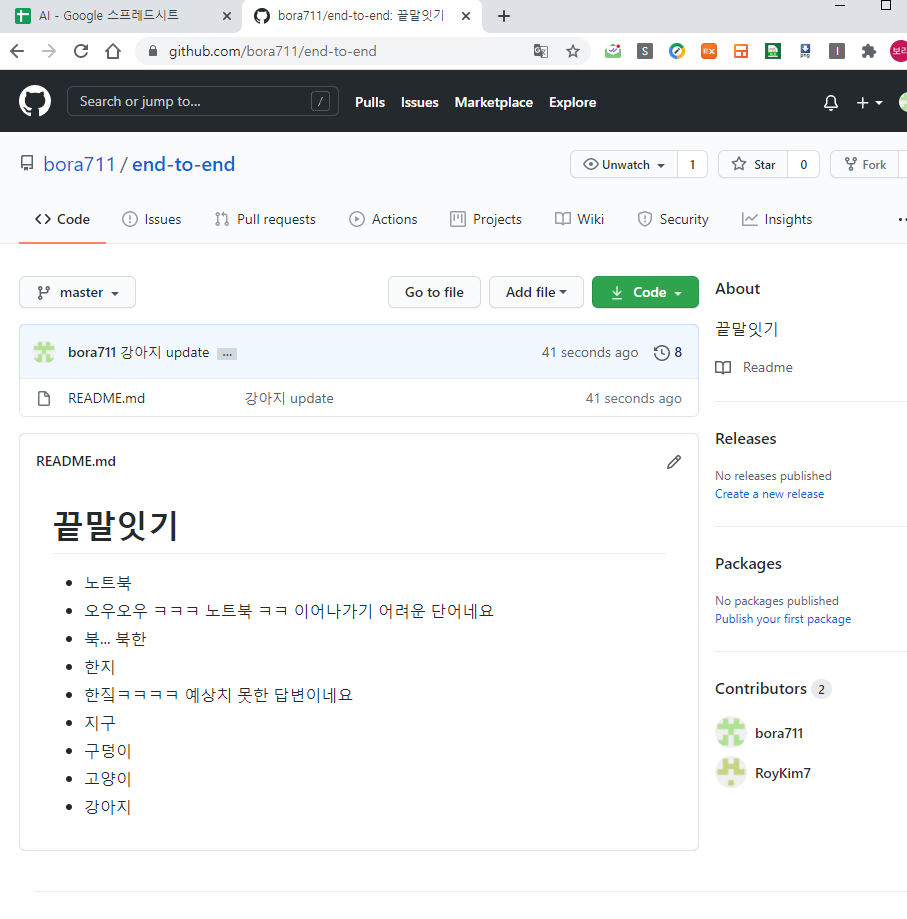 AI - Google 스프레드시트
bora711/end-to-end: 끝말잇기
github.com/bora711/end-to-end
Search or jump to... /
Pulls Issues Marketplace Explore
bora711 / end-to-end
Unwatch 1 Star 0 Fork
Code Issues Pull requests Actions Projects Wiki Security Insights
master Go to file Add file Code
bora711 강아지 update ... 41 seconds ago 8
README.md 강아지 update 41 seconds ago
README.md
끝말잇기
노트북
오우오우 ㅋㅋㅋ 노트북 ㅋㅋ 이어나가기 어려운 단어네요
북... 북한
한지
한짘ㅋㅋㅋㅋ 예상치 못한 답변이네요
지구
구덩이
고양이
강아지
About
끝말잇기
Readme
Releases
No releases published
Create a new release
Packages
No packages published
Publish your first package
Contributors 2
bora711
RoyKim7